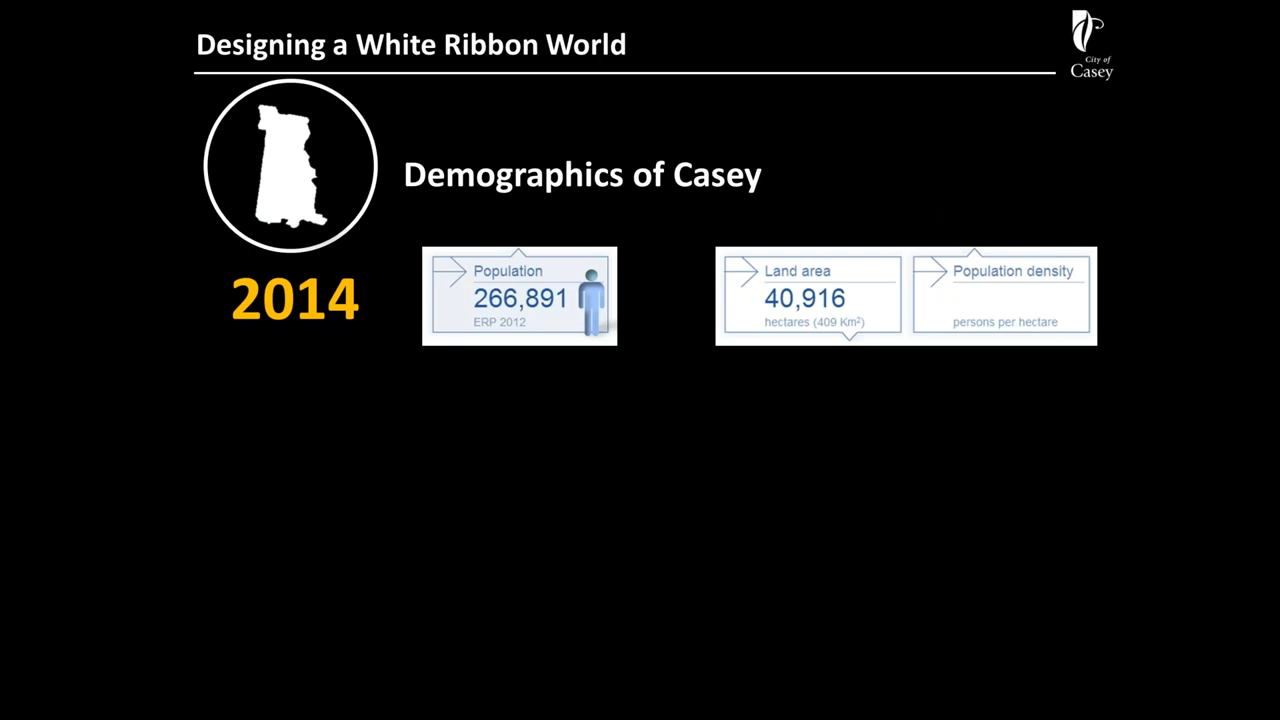 Designing a White Ribbon World
City of
Casey
Demographics of Casey
2014
Population
266,891
ERP 2012
Land area
40,916
hectares (409 Km²)
Population density
persons per hectare